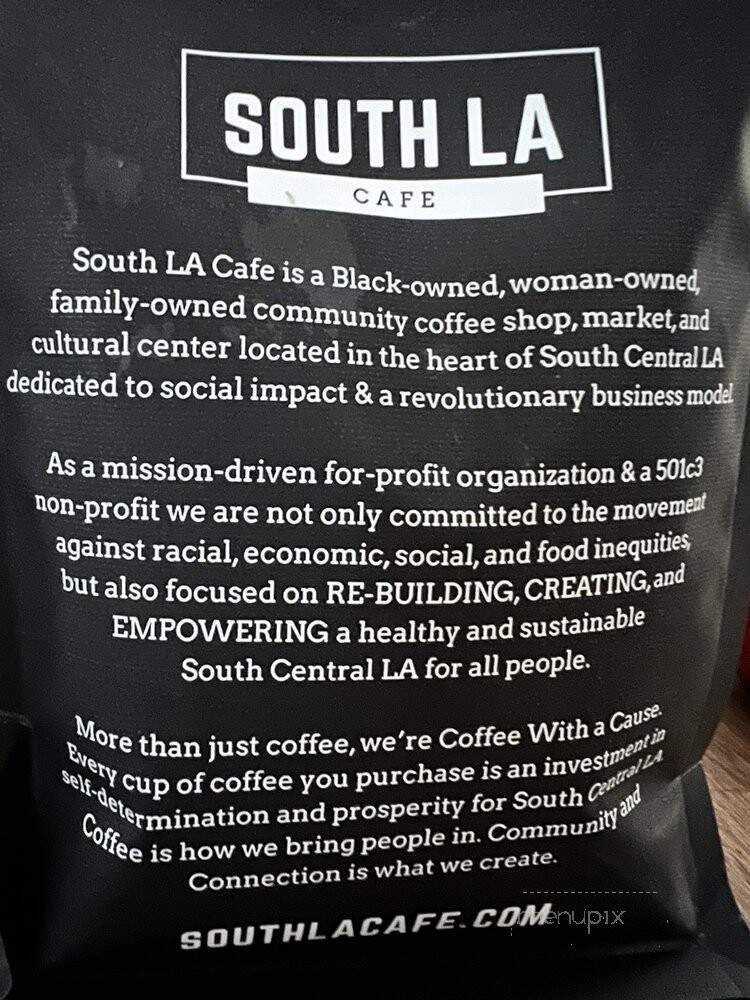 SOUTH LA
CAFE
South LA Cafe is a Black-owned, woman-owned,
family-owned community coffee shop, market, and
cultural center located in the heart of South Central LA
dedicated to social impact & a revolutionary business model
As a mission-driven for-profit organization & a 501c3
non-profit we are not only committed to the movement
against racial, economic, social, and food inequities,
but also focused on RE-BUILDING, CREATING, and
EMPOWERING a healthy and sustainable
South Central LA for all people.
More than just coffee, we're Coffee With a Cause.
Every cup of coffee you purchase is an investment in
self-determination and prosperity for South Central LA
Coffee is how we bring people in. Community and
Connection is what we create.
SOUTHLACAFE.COM
menupix